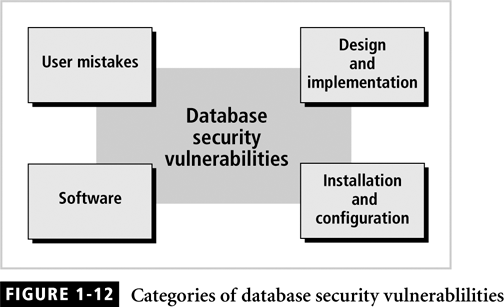 User mistakes
Design
and
implementation
Database
security
vulnerabilities
Software
Installation
and
configuration
FIGURE 1-12 Categories of database security vulnerablilities